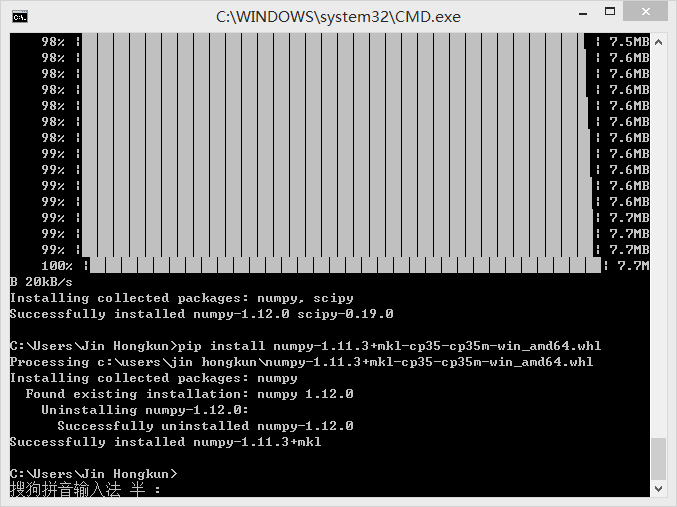 C:\WINDOWS\system32\CMD.exe
98% 7.5MB
98% 7.6MB
98% 7.6MB
98% 7.6MB
98% 7.6MB
98% 7.6MB
98% 7.6MB
99% 7.6MB
99% 7.6MB
99% 7.6MB
99% 7.6MB
99% 7.7MB
99% 7.7MB
99% 7.7MB
100% 7.7M
B 20kB/s
Installing collected packages: numpy, scipy
Successfully installed numpy-1.12.0 scipy-0.19.0
C:\Users\Jin Hongkun>pip install numpy-1.11.3+mkl-cp35-cp35m-win_amd64.whl
Processing c:\users\jin hongkun\numpy-1.11.3+mkl-cp35-cp35m-win_amd64.whl
Installing collected packages: numpy
Found existing installation: numpy 1.12.0
Uninstalling numpy-1.12.0:
Successfully uninstalled numpy-1.12.0
Successfully installed numpy-1.11.3+mkl
C:\Users\Jin Hongkun>
搜狗拼音输入法 半 :